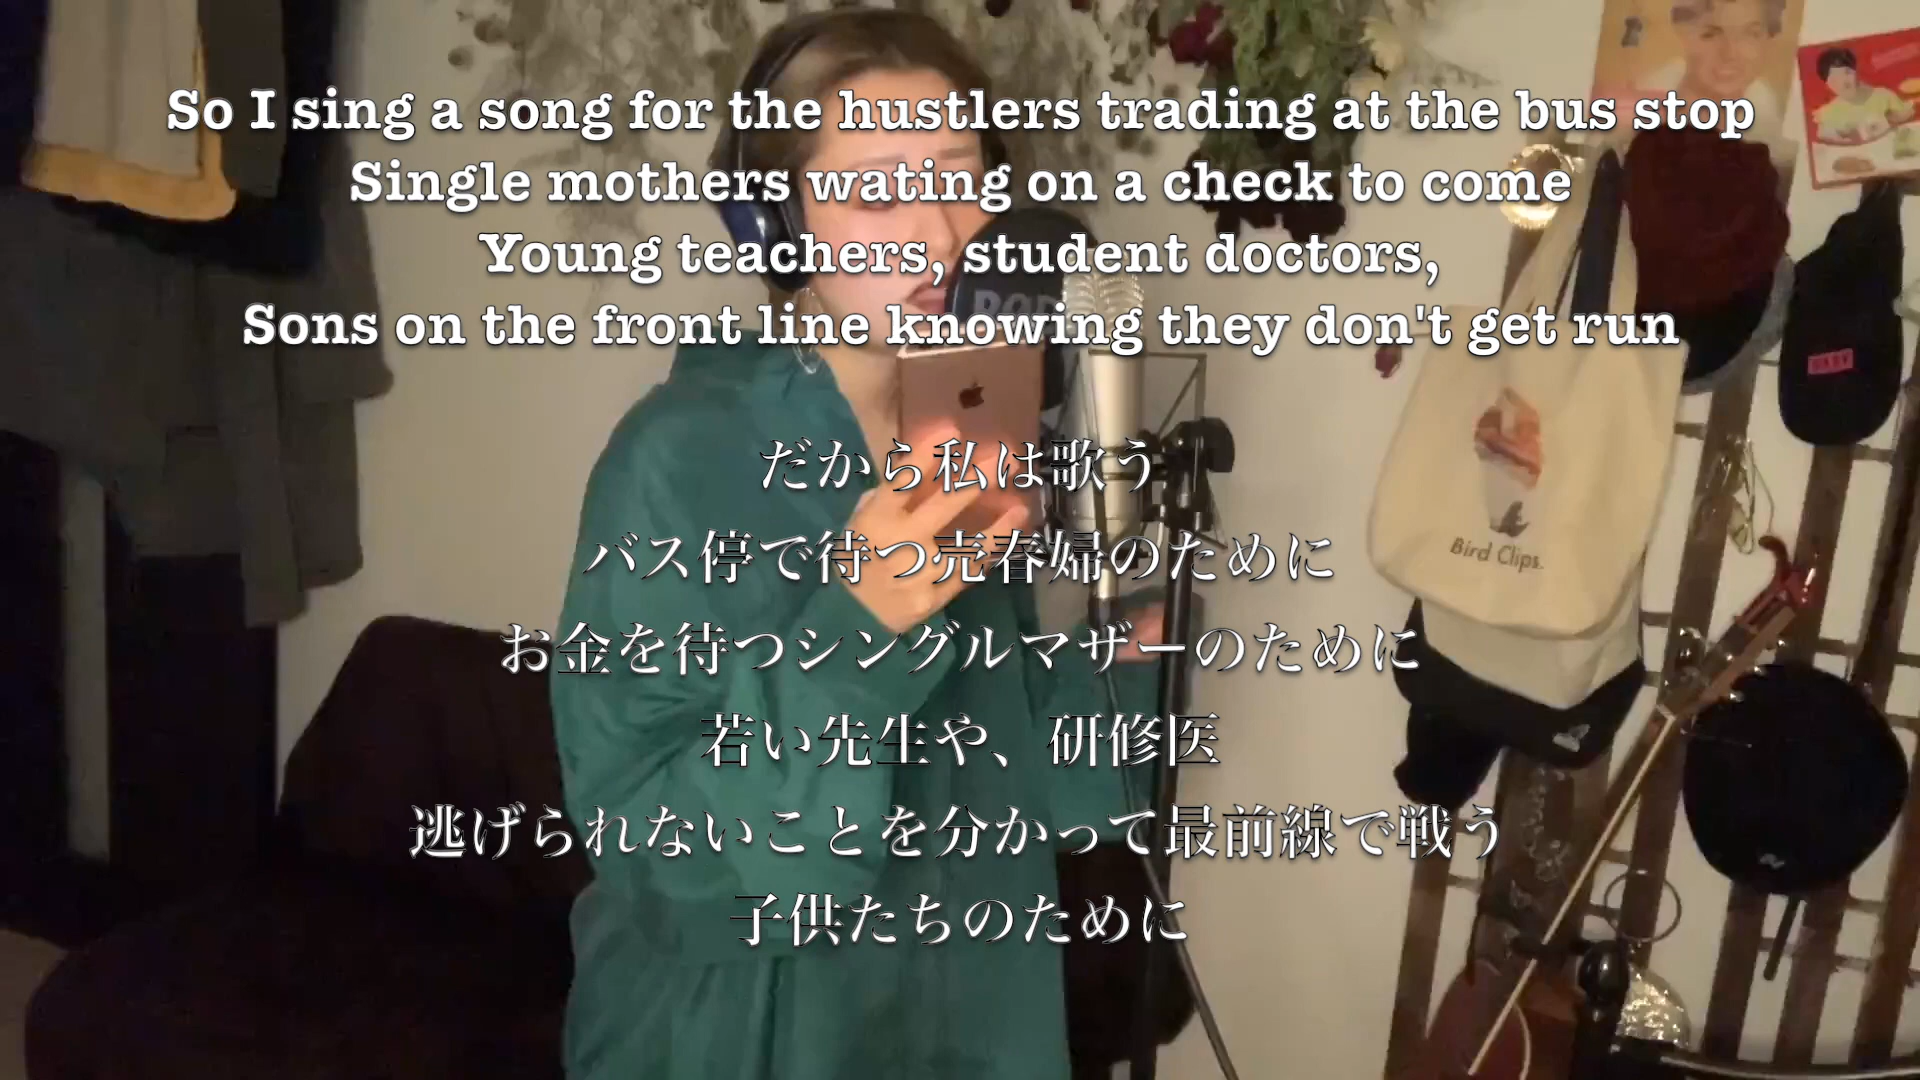 So I sing a song for the hustlers trading at the bus stop
Single mothers wating on a check to come
Young teachers, student doctors,
Sons on the front line knowing they don't get run
だから私は歌う
バス停で待つ売春婦のために
お金を待つシングルマザーのために
若い先生や、研修医
逃げられないことを分かって最前線で戦う
子供たちのために
Bird Clips.